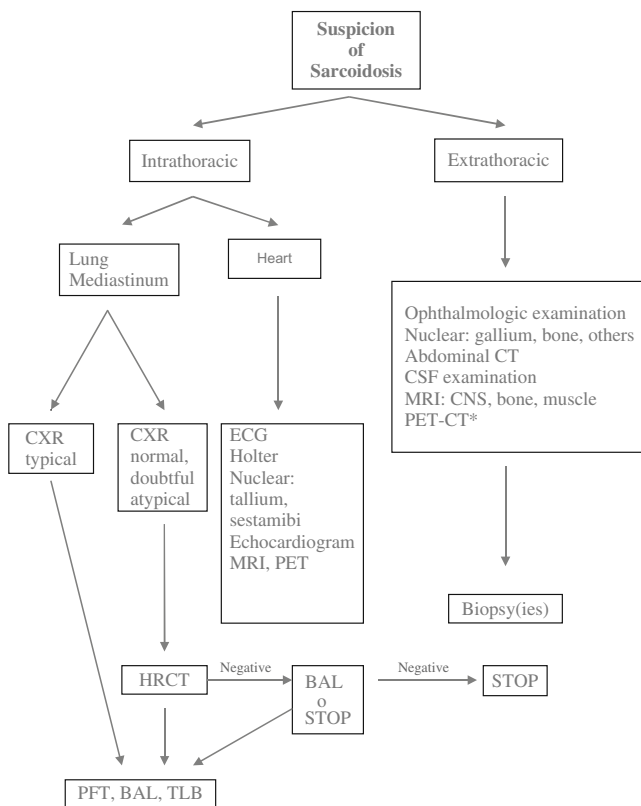 Suspicion
of
Sarcoidosis
Intrathoracic
Extrathoracic
Lung
Mediastinum
Heart
Ophthalmologic examination
Nuclear: gallium, bone, others
Abdominal CT
CSF examination
MRI: CNS, bone, muscle
PET-CT*
CXR
typical
CXR
normal,
doubtful
atypical
ECG
Holter
Nuclear:
tallium,
sestamibi
Echocardiogram
MRI, PET
Biopsy(ies)
HRCT
Negative
BAL
o
STOP
Negative
STOP
PFT, BAL, TLB